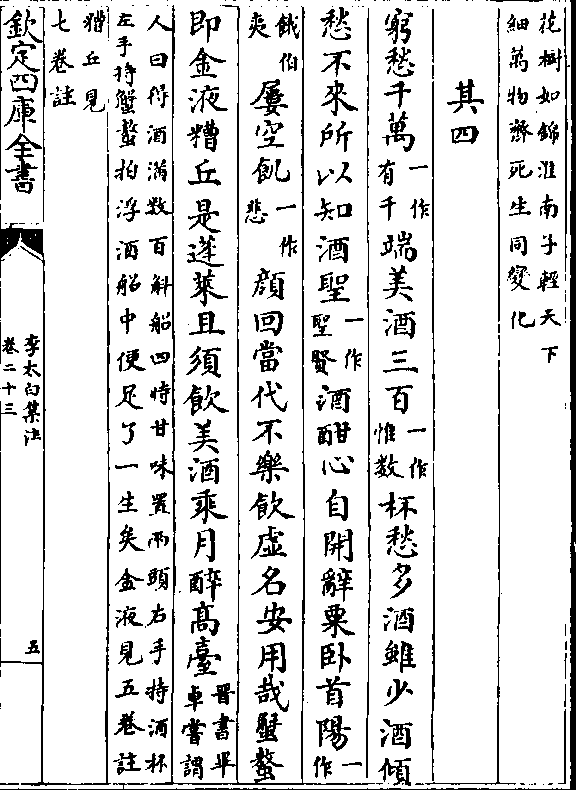 花樹如錦淮南子輕天下
細萬物齊死生同變化
其四
窮愁千萬一作有千端美酒三百一作惟數杯愁多酒雖少酒傾
愁不來所以知酒聖一作聖賢酒酣心自開辭粟卧首陽一作
餓伯夷屢空飢一作悲顔回當代不樂飲虚名安用哉蟹螯
即金液糟丘是蓬萊且須飲美酒乘月醉髙臺晉書畢卓嘗謂
人曰得酒滿數百斛船四時甘味置兩頭右手持酒杯
左手持蟹螯拍浮酒船中便足了一生矣金液見五卷註
糟丘見
七卷註
欽定四庫全書
李太白集注
卷二十三
五